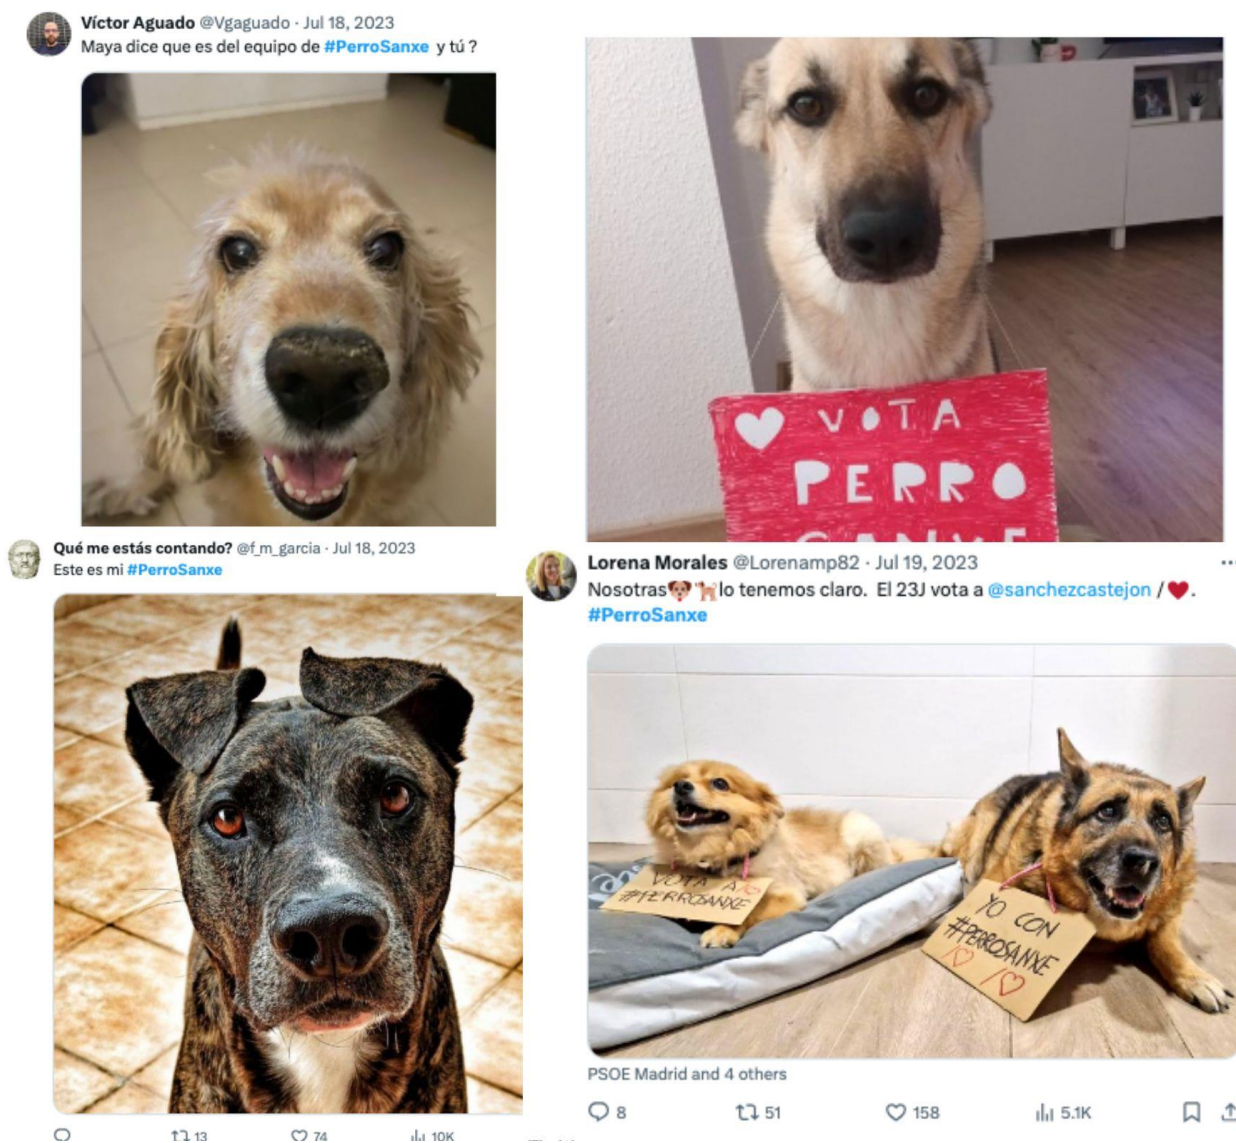 Víctor Aguado @Vgaguado · Jul 18, 2023
Maya dice que es del equipo de #PerroSanxe y tú ?
VOTA
PERRO
SANXE
Qué me estás contando? @f_m_garcia · Jul 18, 2023
Este es mi #PerroSanxe
13
74
10K
Lorena Morales @Lorenamp82 · Jul 19, 2023
Nosotras🐶🐕lo tenemos claro. El 23J vota a @sanchezcastejon /❤️.
#PerroSanxe
VOTA A
#PERROSANXE
YO CON
#PERROSANXE
PSOE Madrid and 4 others
8
51
158
5.1K